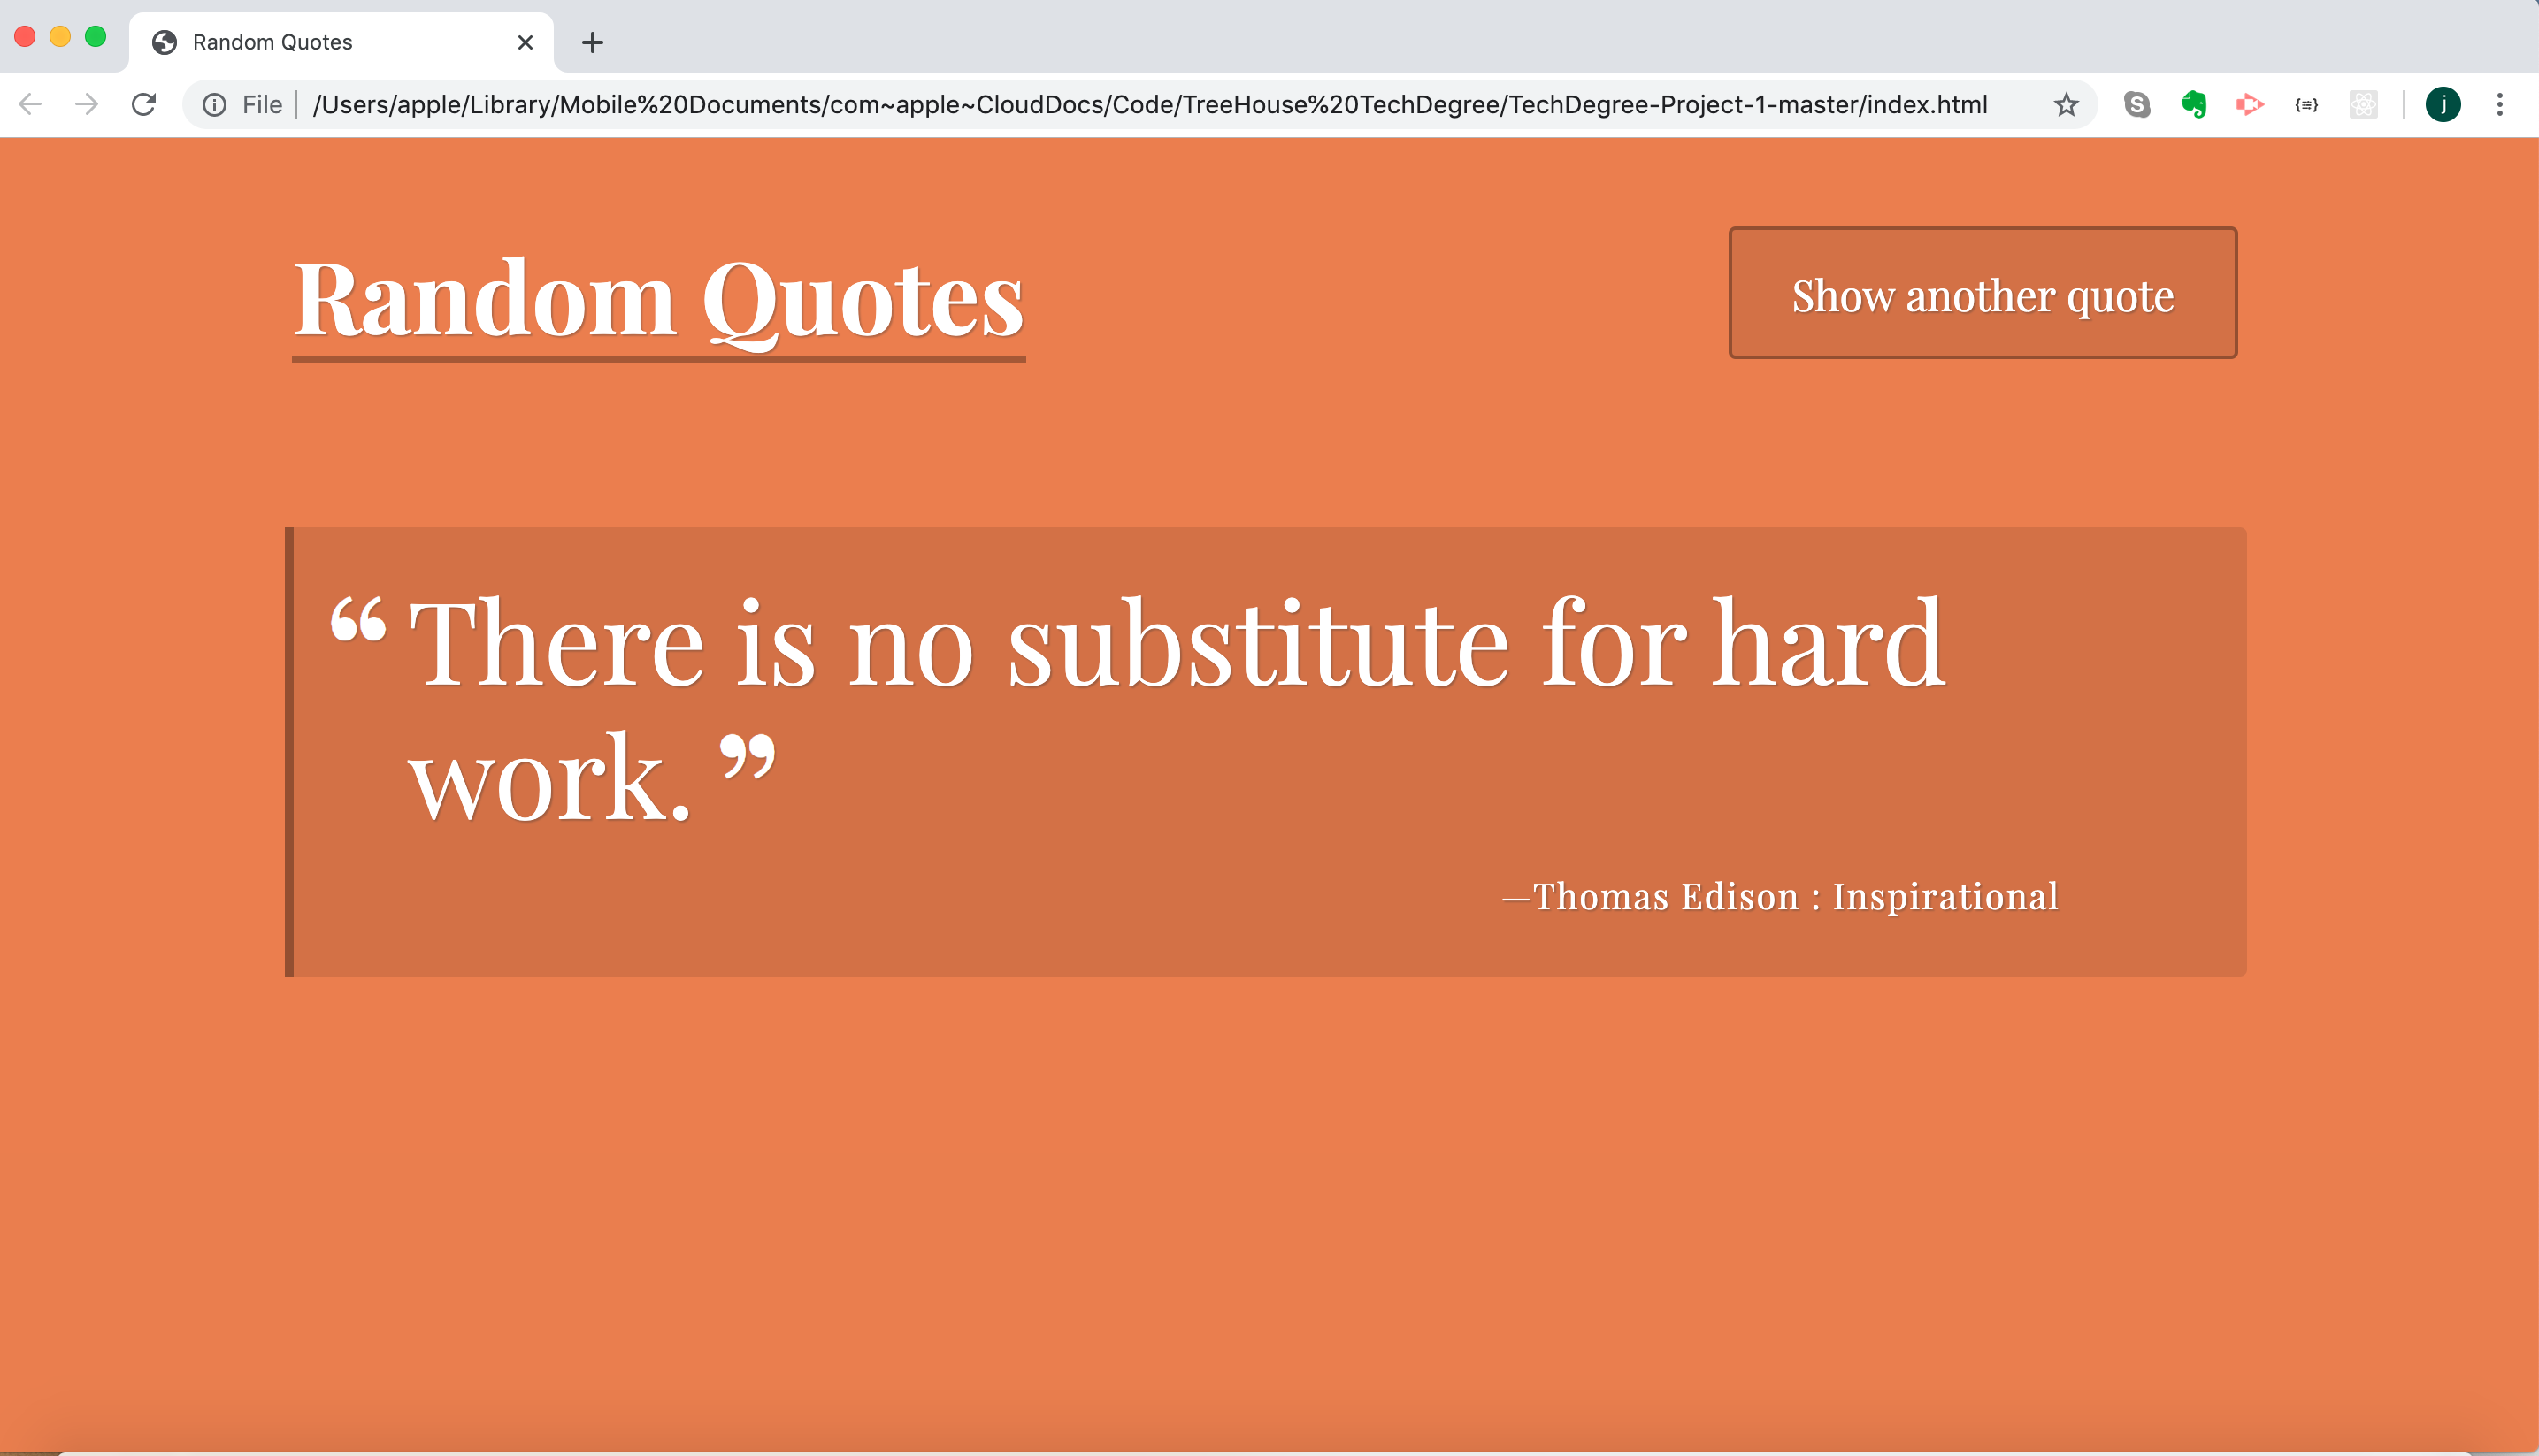 Random Quotes
File /Users/apple/Library/Mobile%20Documents/com~apple~CloudDocs/Code/TreeHouse%20TechDegree/TechDegree-Project-1-master/index.html S {≡} j
Random Quotes
Show another quote
“There is no substitute for hard
work.”
—Thomas Edison : Inspirational